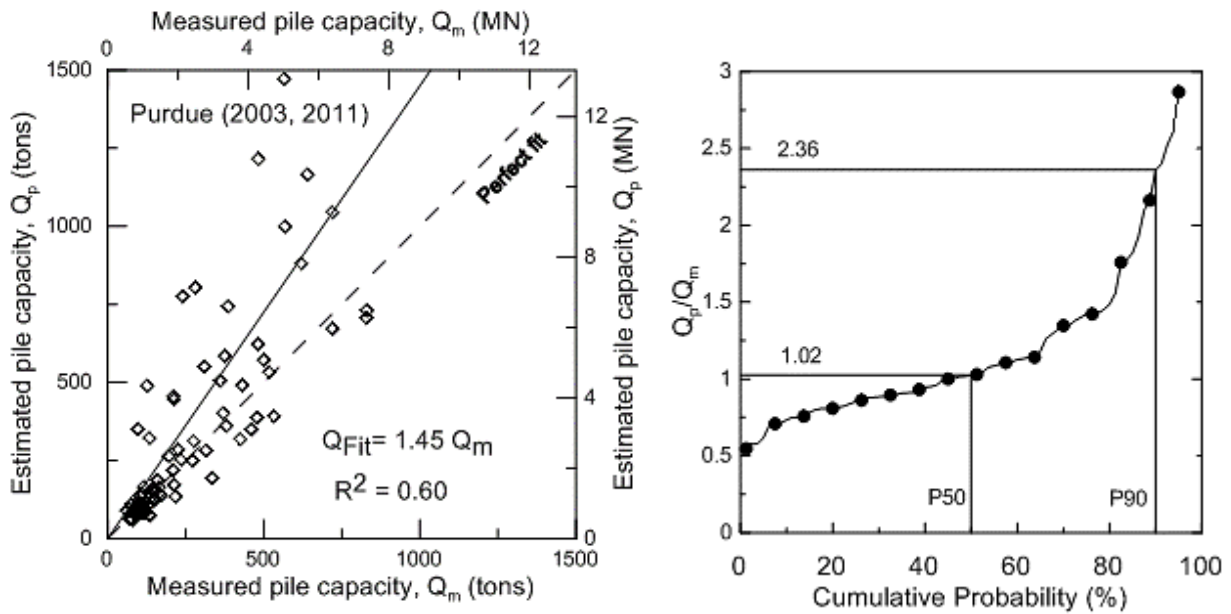 Measured pile capacity, Qm (MN)
0 4 8 12
1500
1000
500
0
Estimated pile capacity, Qp (tons)
Purdue (2003, 2011)
Perfect fit
QFit= 1.45 Qm
R2 = 0.60
12
8
4
0
Estimated pile capacity, Qp (MN)
0 500 1000 1500
Measured pile capacity, Qm (tons)
3
2.5
2
1.5
1
0.5
0
Qp/Qm
2.36
1.02
P50
P90
0 20 40 60 80 100
Cumulative Probability (%)